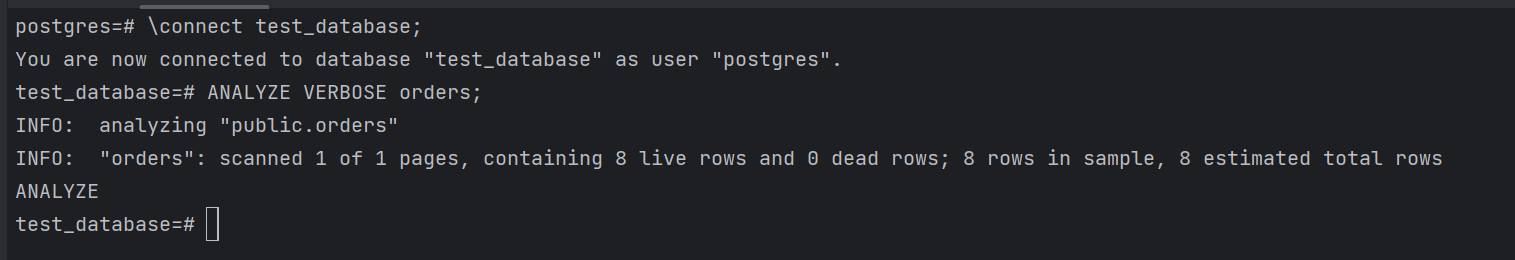 postgres=# \connect test_database;
You are now connected to database "test_database" as user "postgres".
test_database=# ANALYZE VERBOSE orders;
INFO:  analyzing "public.orders"
INFO:  "orders": scanned 1 of 1 pages, containing 8 live rows and 0 dead rows; 8 rows in sample, 8 estimated total rows
ANALYZE
test_database=#